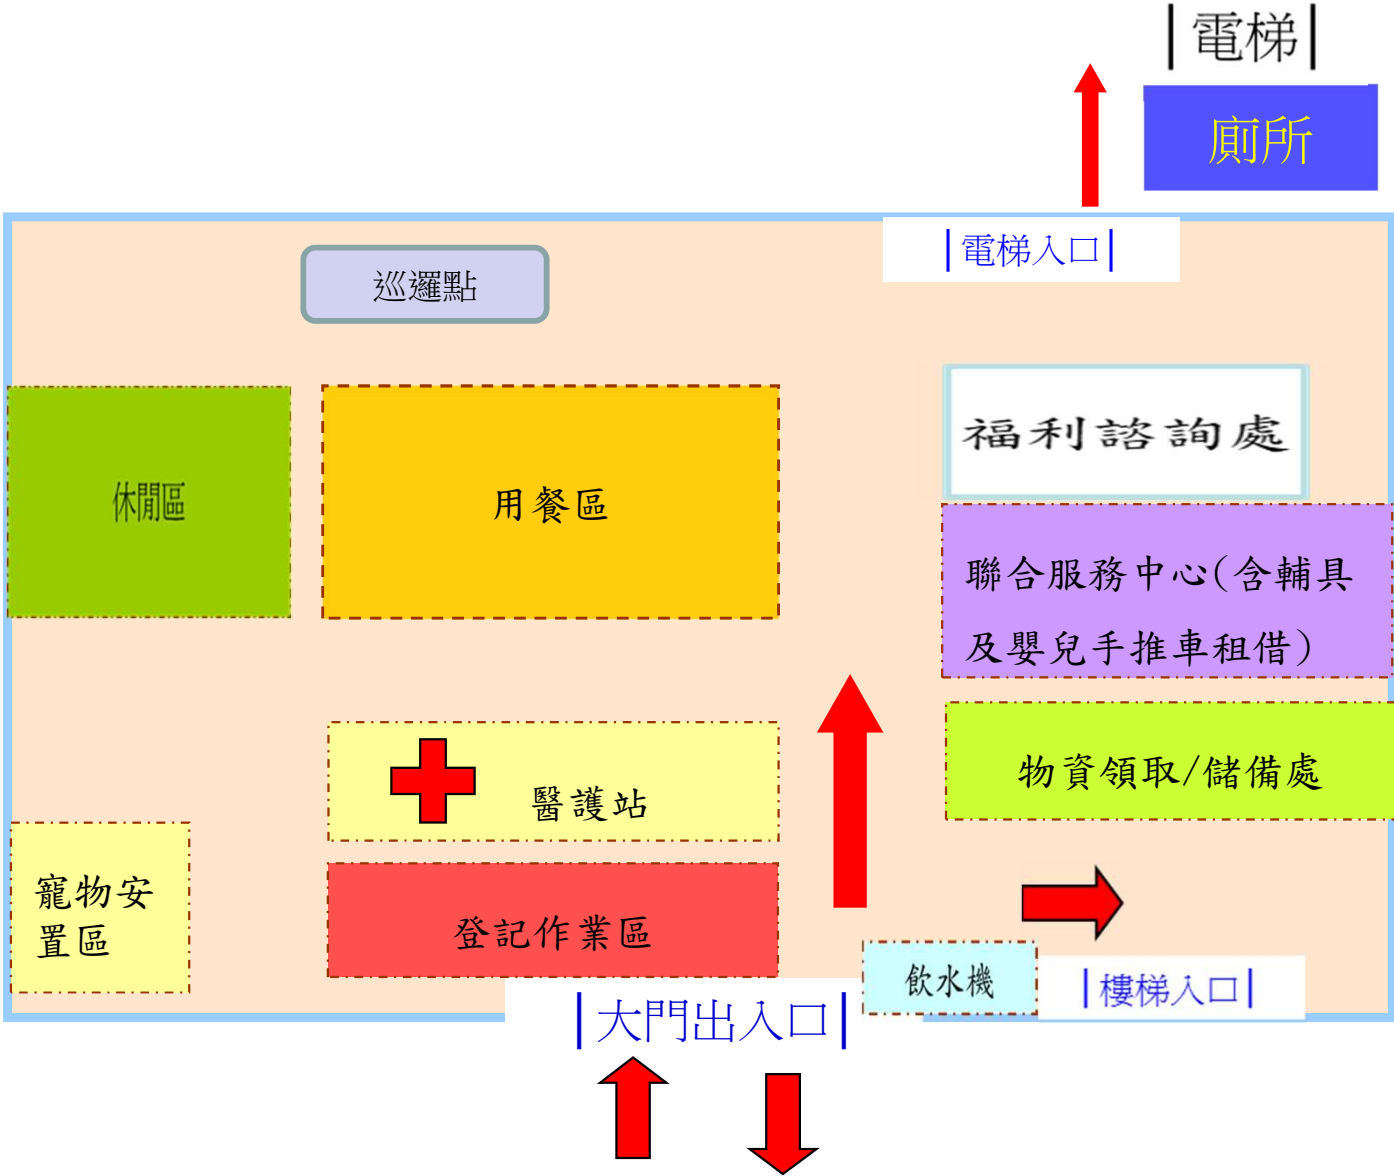 電梯
廁所
電梯入口
巡邏點
福利諮詢處
休閒區
用餐區
聯合服務中心(含輔具
及嬰兒手推車租借)
物資領取/儲備處
醫護站
寵物安
置區
登記作業區
飲水機
樓梯入口
大門出入口